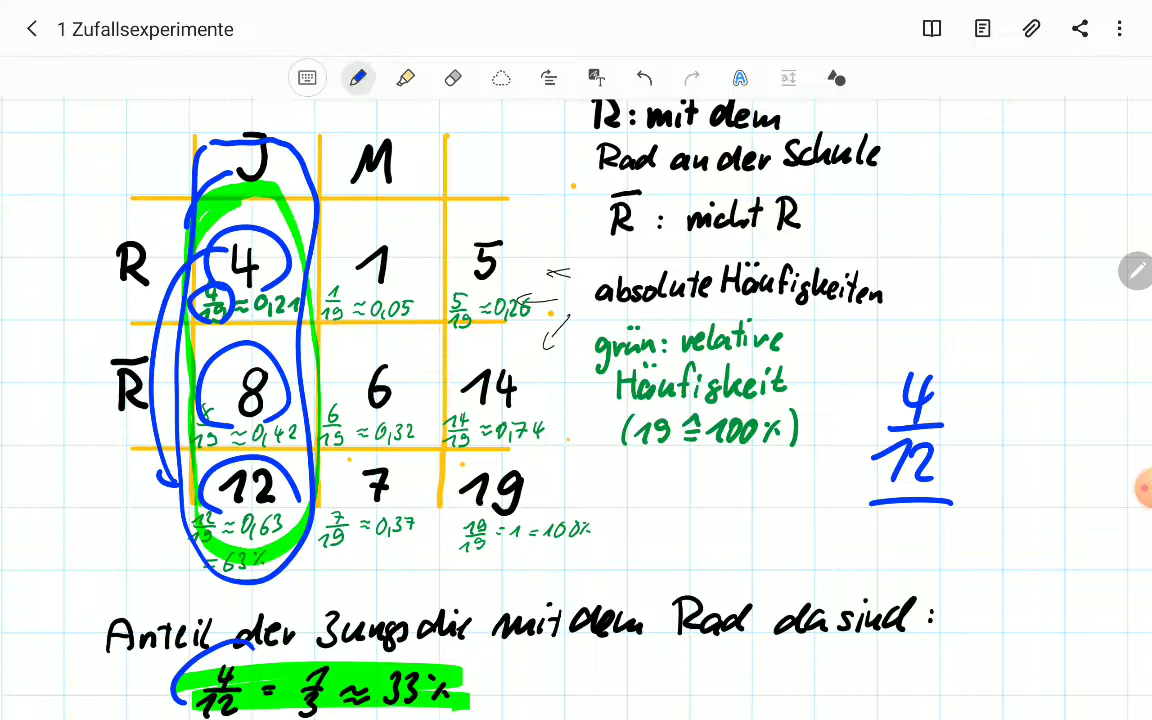 1 Zufallsexperimente
J M
R 4 1 5
4/19 ≈ 0,21 1/19 ≈ 0,05 5/19 ≈ 0,26
R̅ 8 6 14
8/19 ≈ 0,42 6/19 ≈ 0,32 14/19 ≈ 0,74
12 7 19
12/19 ≈ 0,63 7/19 ≈ 0,37 19/19 = 1 = 100%
= 63%
R: mit dem
Rad an der Schule
R̅ : nicht R
absolute Häufigkeiten
grün: relative
Häufigkeit
(19 ≙ 100%)
4/12
Anteil der Jungs die mit dem Rad da sind:
4/12 = 1/3 ≈ 33%